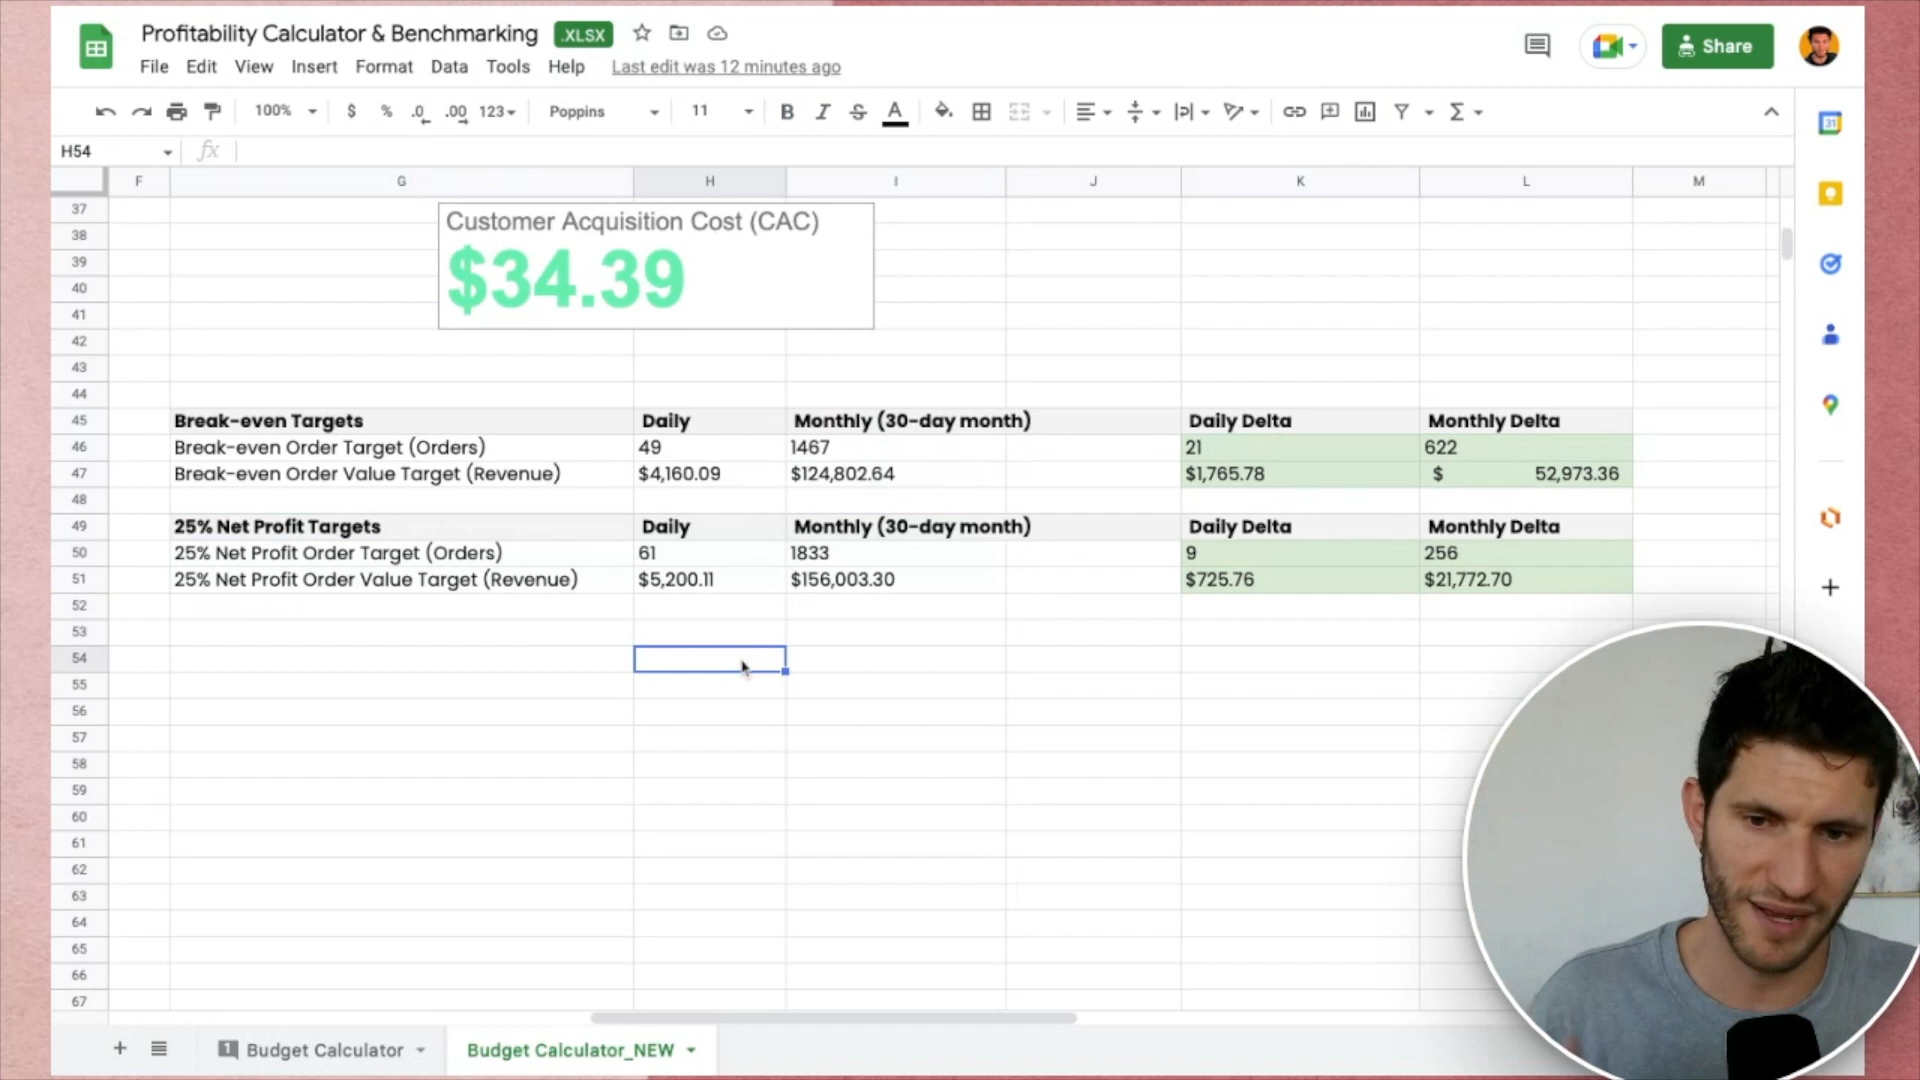 Profitability Calculator & Benchmarking .XLSX
File Edit View Insert Format Data Tools Help Last edit was 12 minutes ago
Share
100% $ % .0 .00 123 Poppins 11 B I S A Σ
H54 fx
F G H I J K L M
37
Customer Acquisition Cost (CAC)
38
39
$34.39
40
41
42
43
44
45 Break-even Targets Daily Monthly (30-day month) Daily Delta Monthly Delta
46 Break-even Order Target (Orders) 49 1467 21 622
47 Break-even Order Value Target (Revenue) $4,160.09 $124,802.64 $1,765.78 $ 52,973.36
48
49 25% Net Profit Targets Daily Monthly (30-day month) Daily Delta Monthly Delta
50 25% Net Profit Order Target (Orders) 61 1833 9 256
51 25% Net Profit Order Value Target (Revenue) $5,200.11 $156,003.30 $725.76 $21,772.70
52
53
54
55
56
57
58
59
60
61
62
63
64
65
66
67
1 Budget Calculator Budget Calculator_NEW
31